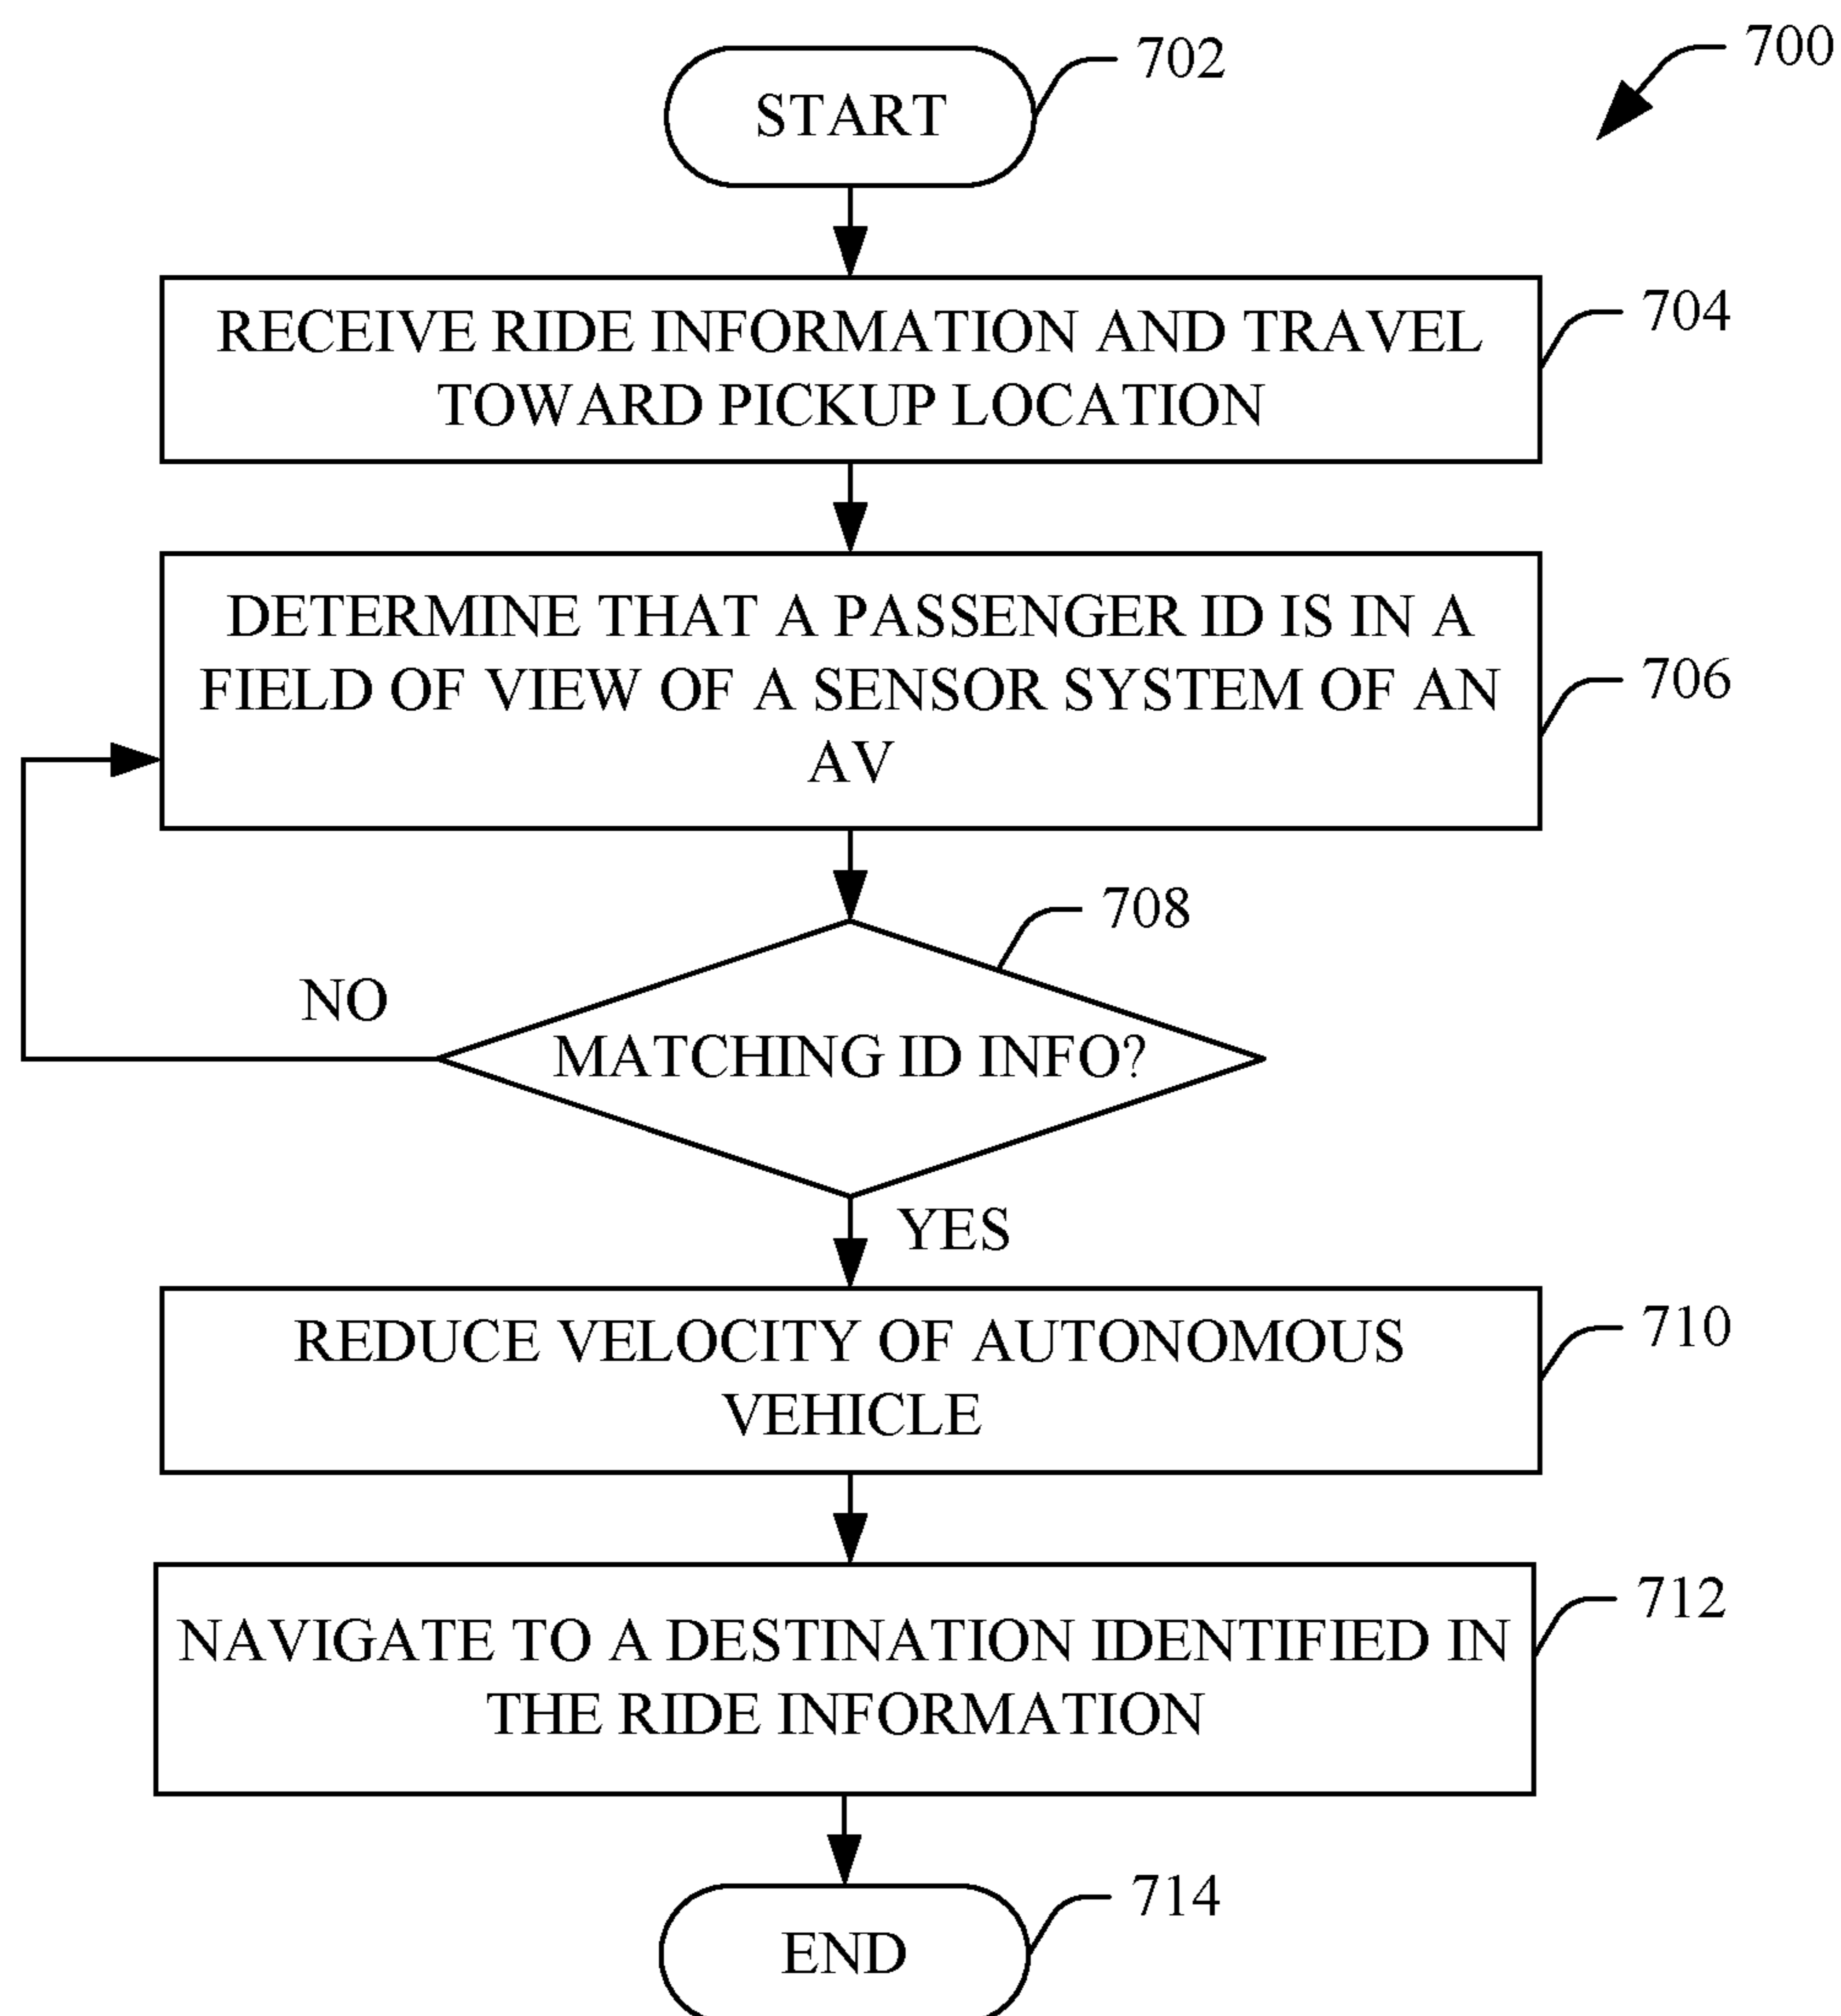 702
700
START
704
RECEIVE RIDE INFORMATION AND TRAVEL
TOWARD PICKUP LOCATION
DETERMINE THAT A PASSENGER ID IS IN A
FIELD OF VIEW OF A SENSOR SYSTEM OF AN
AV
706
708
NO
MATCHING ID INFO?
YES
REDUCE VELOCITY OF AUTONOMOUS
VEHICLE
710
712
NAVIGATE TO A DESTINATION IDENTIFIED IN
THE RIDE INFORMATION
714
END